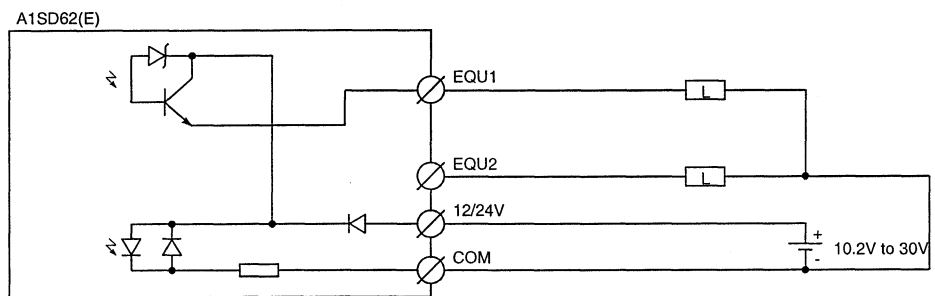 A1SD62(E)
EQU1
L
EQU2
L
12/24V
+
10.2V to 30V
-
COM